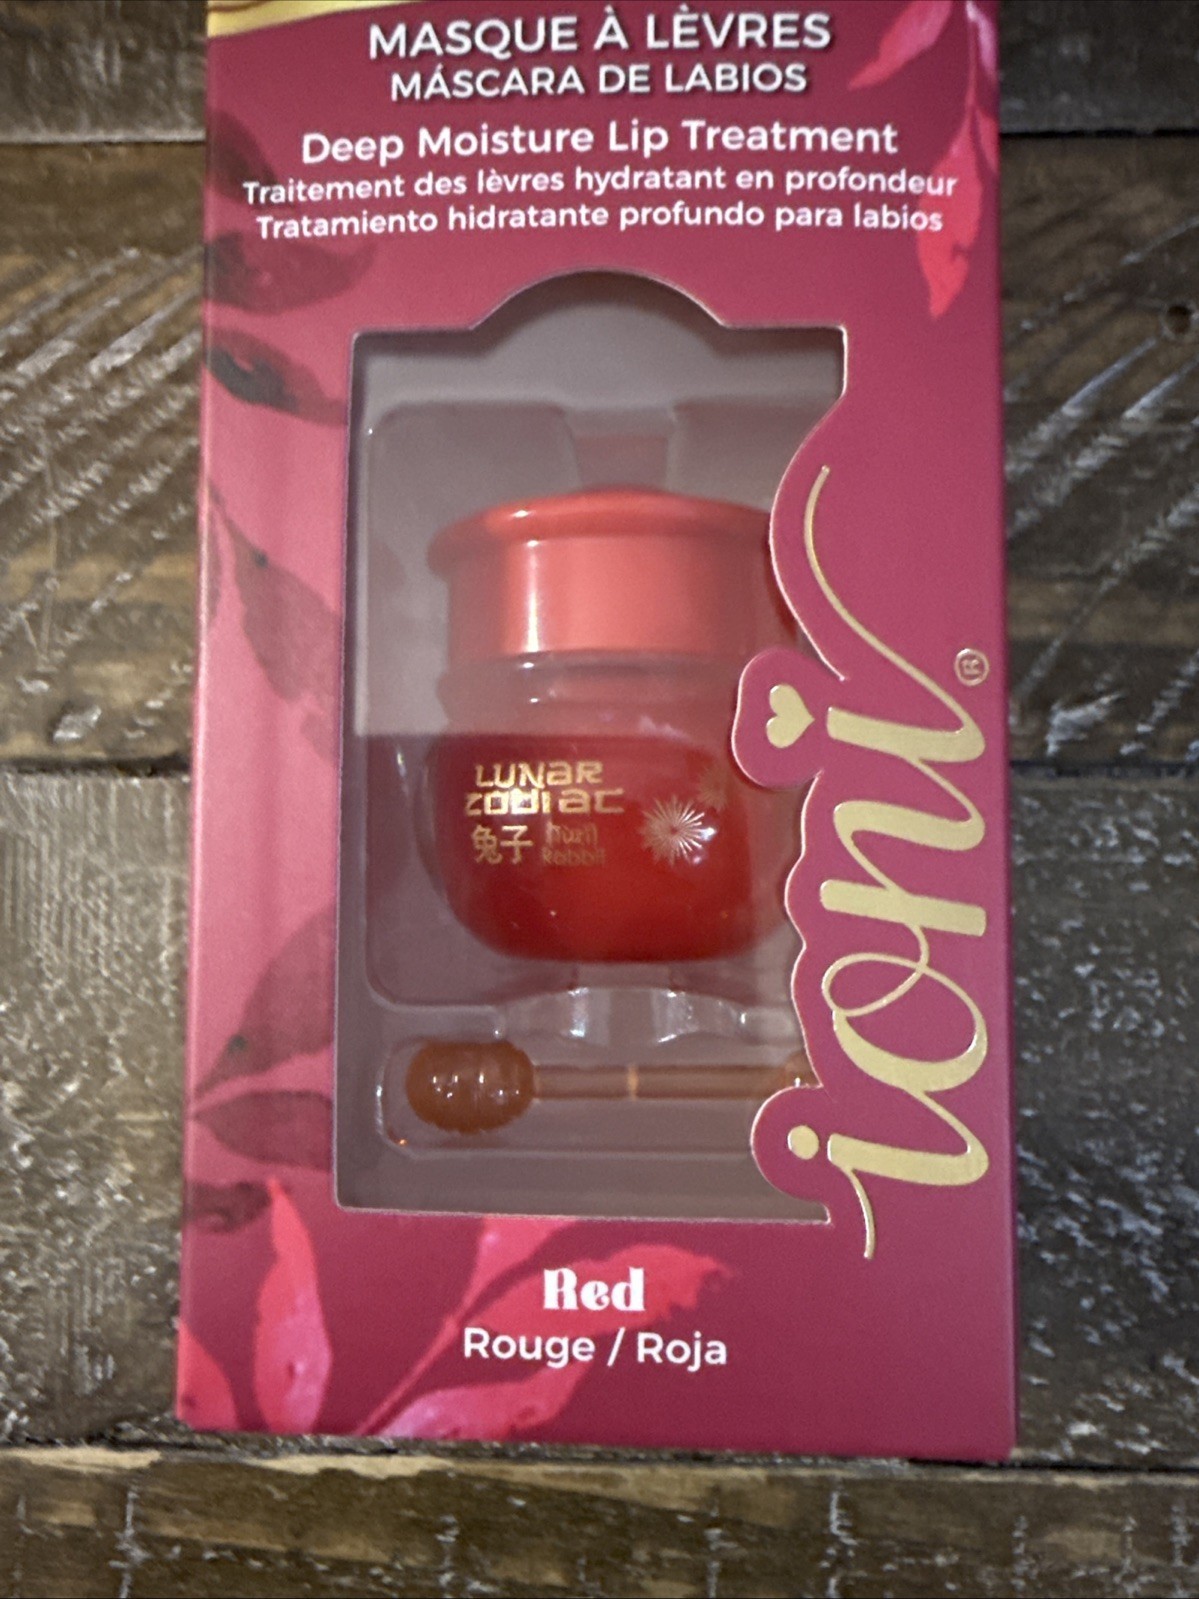 MASQUE À LÈVRES
MÁSCARA DE LABIOS
Deep Moisture Lip Treatment
Traitement des lèvres hydratant en profondeur
Tratamiento hidratante profundo para labios
LUNAR
ZODIAC
兔子
Rabbit
ioni®
Red
Rouge / Roja